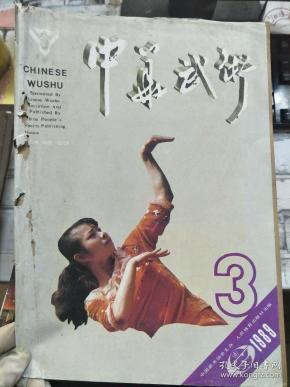 中华武术
CHINESE
WUSHU
Sponsored By
Chinese Wushu
Association And
Published By
China People's
Sports Publishing
House
3
1989